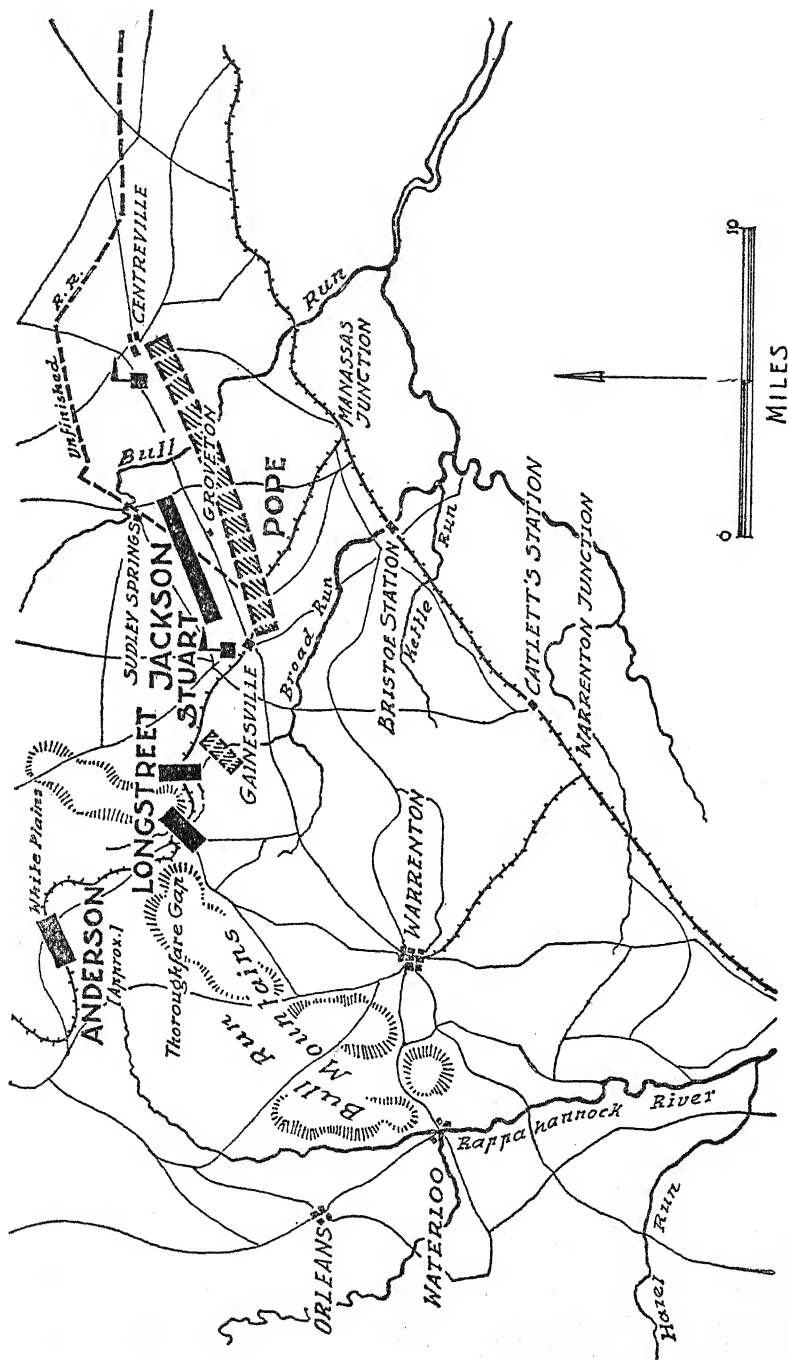 CENTREVILLE
Unfinished R. R.
Bull
Run
GROVETON
POPE
MANASSAS
JUNCTION
SUDLEY SPRINGS
JACKSON
STUART
LONGSTREET
GAINESVILLE
Broad Run
BRISTOE STATION
Kettle Run
CATLETT'S STATION
WARRENTON JUNCTION
White Plains
ANDERSON
[Approx.]
Thoroughfare Gap
Bull Run
Mountains
WARRENTON
Rappahannock River
WATERLOO
ORLEANS
Hazel Run
0 10
MILES